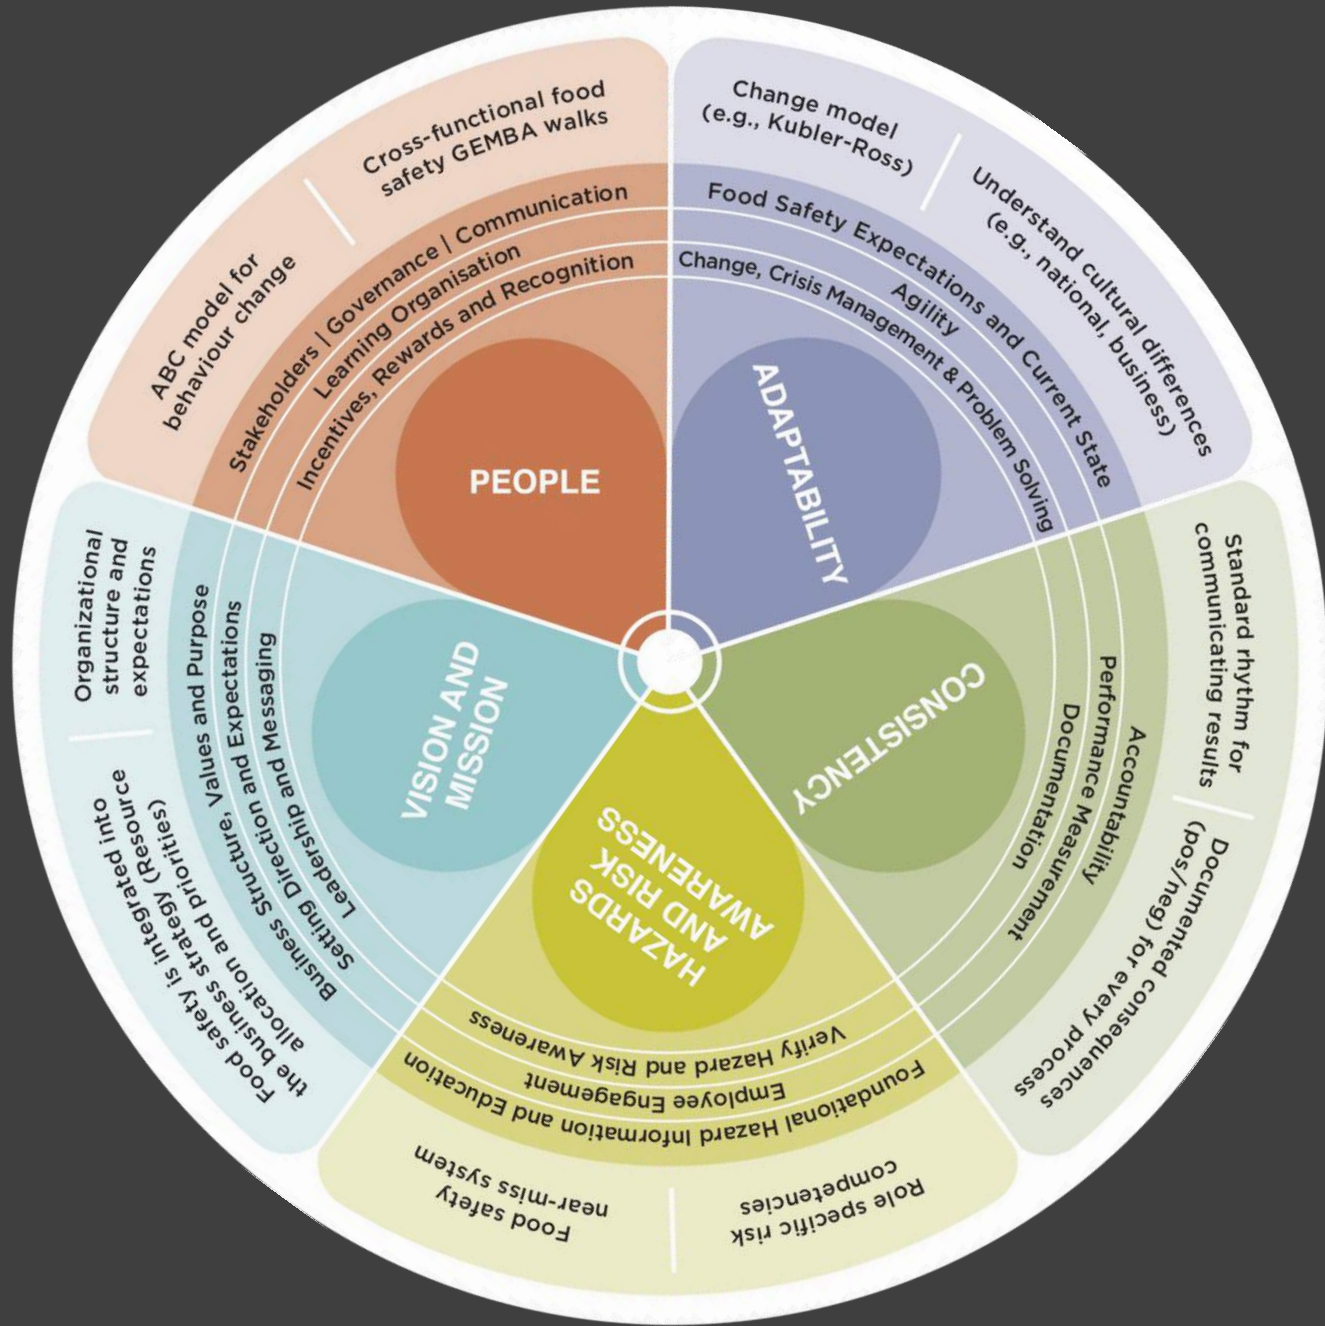 Cross-functional food
safety GEMBA walks
ABC model for
behaviour change
Stakeholders | Governance | Communication
Learning Organisation
Incentives, Rewards and Recognition
PEOPLE
Change model
(e.g., Kubler-Ross)
Understand cultural differences
(e.g., national, business)
Food Safety Expectations and Current State
Agility
Change, Crisis Management & Problem Solving
ADAPTABILITY
Standard rhythm for
communicating results
Documented consequences
(pos/neg) for every process
Accountability
Performance Measurement
Documentation
CONSISTENCY
Role specific risk
competencies
Food safety
near-miss system
Foundational Hazard Information and Education
Employee Engagement
Verify Hazard and Risk Awareness
HAZARDS
AND RISK
AWARENESS
Organizational
structure and
expectations
Food safety is integrated into
the business strategy (Resource
allocation and priorities)
Business Structure, Values and Purpose
Setting Direction and Expectations
Leadership and Messaging
VISION AND
MISSION